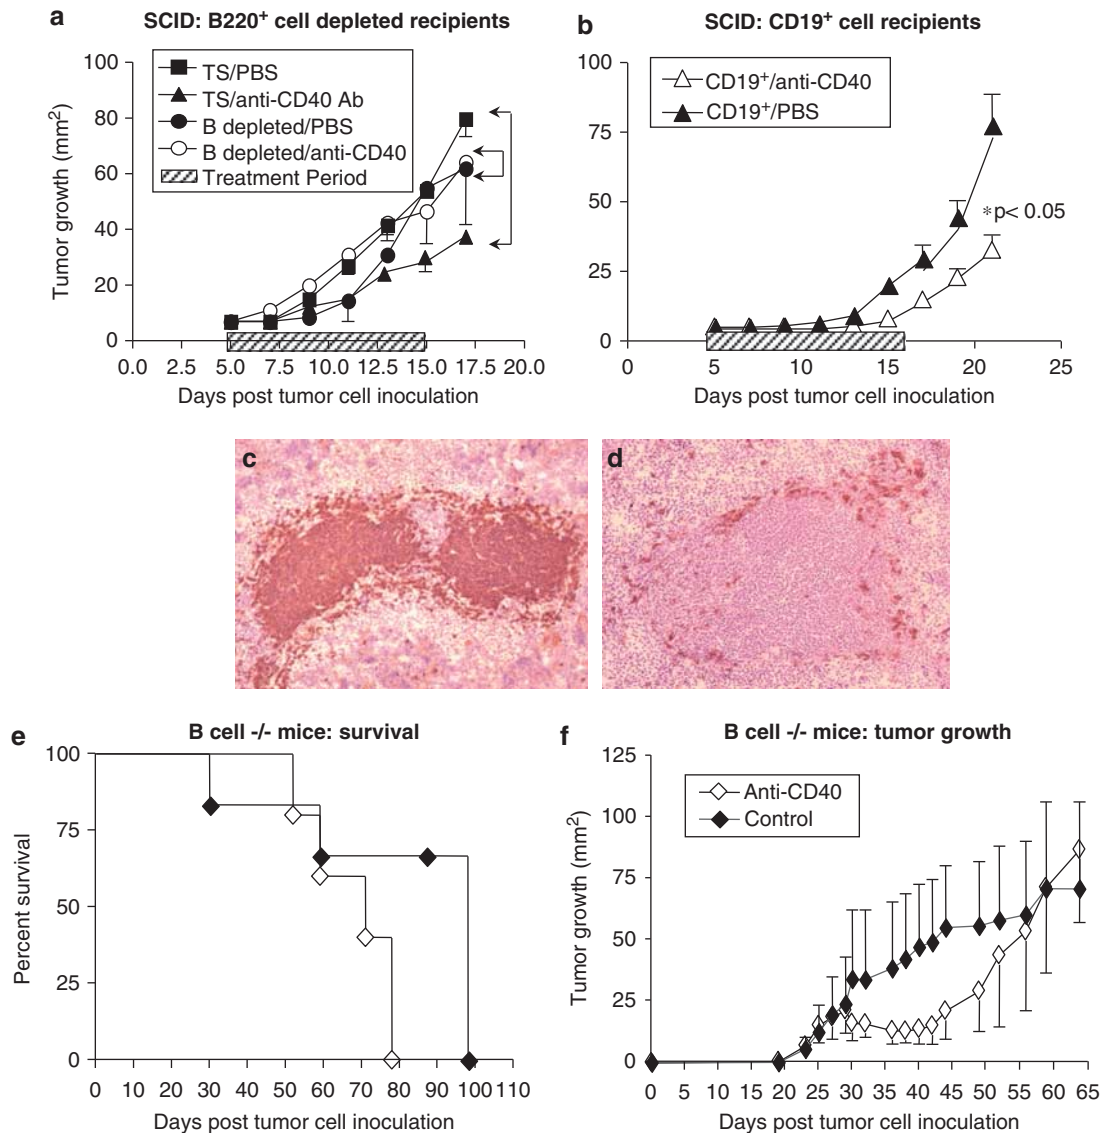 a
SCID: B220+ cell depleted recipients
TS/PBS
TS/anti-CD40 Ab
B depleted/PBS
B depleted/anti-CD40
Treatment Period
Tumor growth (mm2)
100
80
60
40
20
0
0.0 2.5 5.0 7.5 10.0 12.5 15.0 17.5 20.0
Days post tumor cell inoculation
b
SCID: CD19+ cell recipients
CD19+/anti-CD40
CD19+/PBS
100
75
50
25
0
*p< 0.05
0 5 10 15 20 25
Days post tumor cell inoculation
c
d
e
B cell -/- mice: survival
Percent survival
100
75
50
25
0
0 10 20 30 40 50 60 70 80 90 100 110
Days post tumor cell inoculation
f
B cell -/- mice: tumor growth
Anti-CD40
Control
Tumor growth (mm2)
125
100
75
50
25
0
0 5 10 15 20 25 30 35 40 45 50 55 60 65
Days post tumor cell inoculation